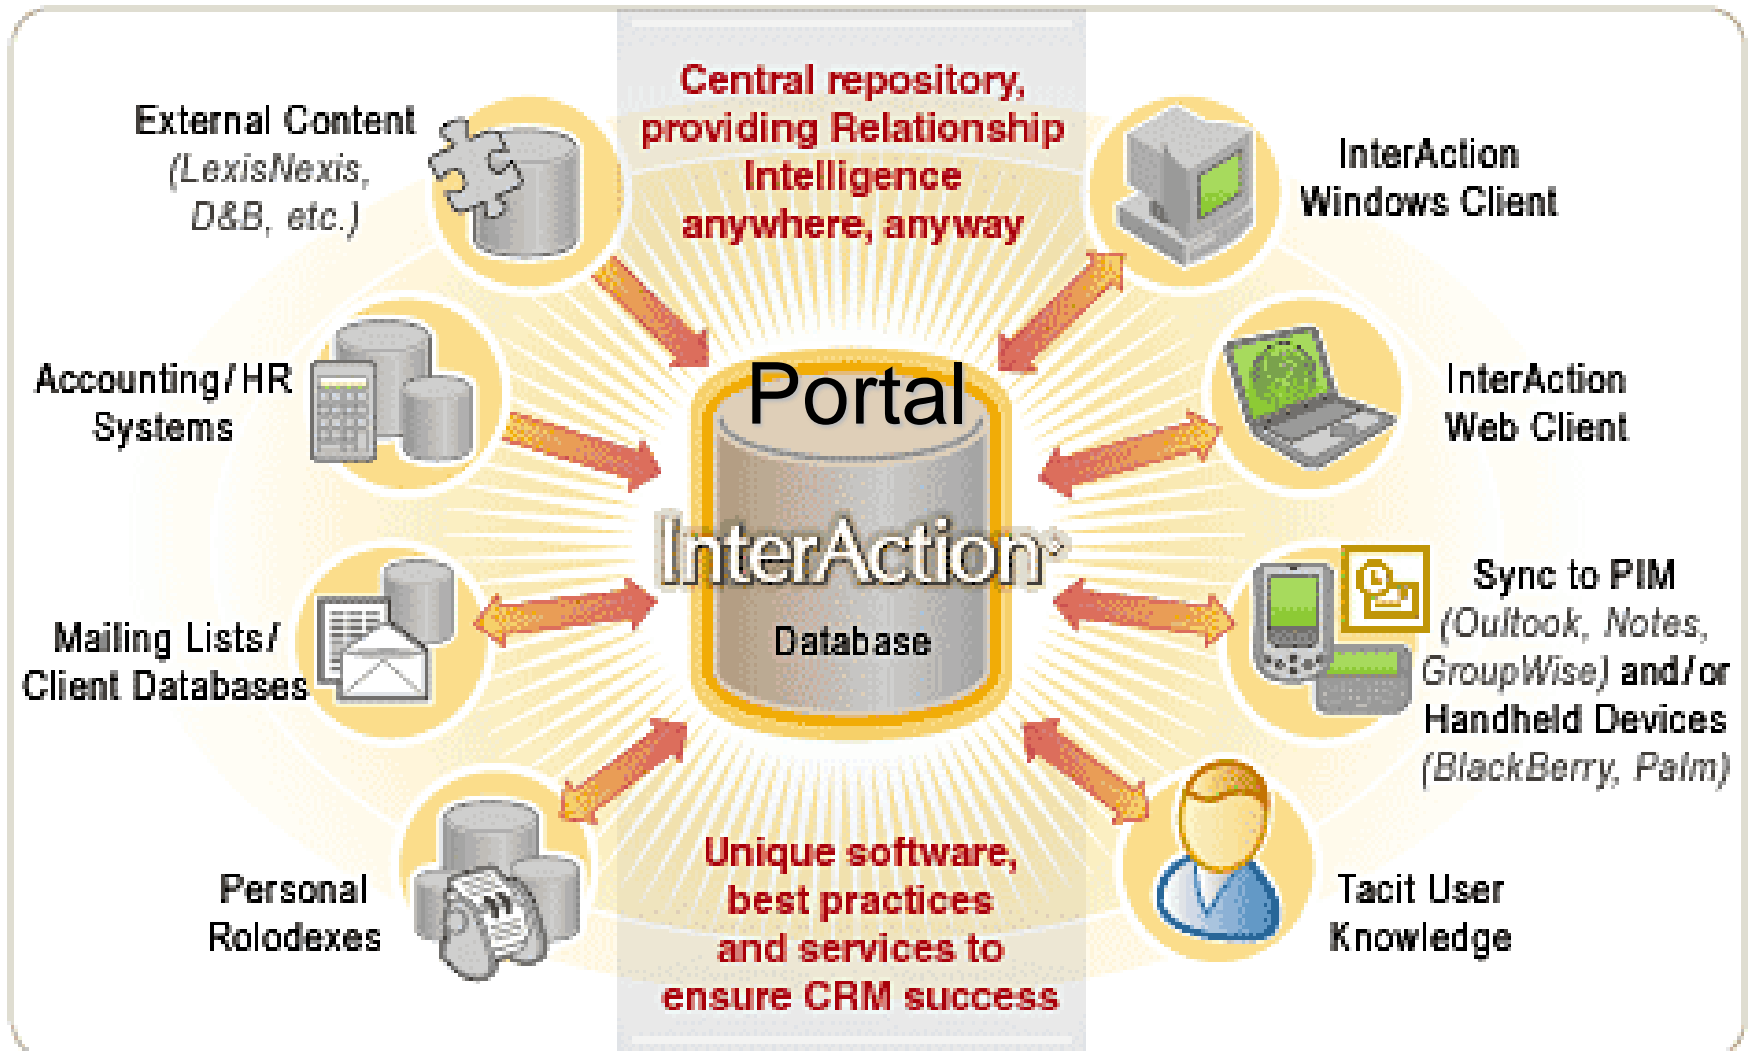 Central repository,
providing Relationship
Intelligence
anywhere, anyway
External Content
(LexisNexis,
D&B, etc.)
Accounting/HR
Systems
Mailing Lists/
Client Databases
Personal
Rolodexes
Portal
InterAction®
Database
InterAction
Windows Client
InterAction
Web Client
Sync to PIM
(Oultook, Notes,
GroupWise) and/or
Handheld Devices
(BlackBerry, Palm)
Tacit User
Knowledge
Unique software,
best practices
and services to
ensure CRM success